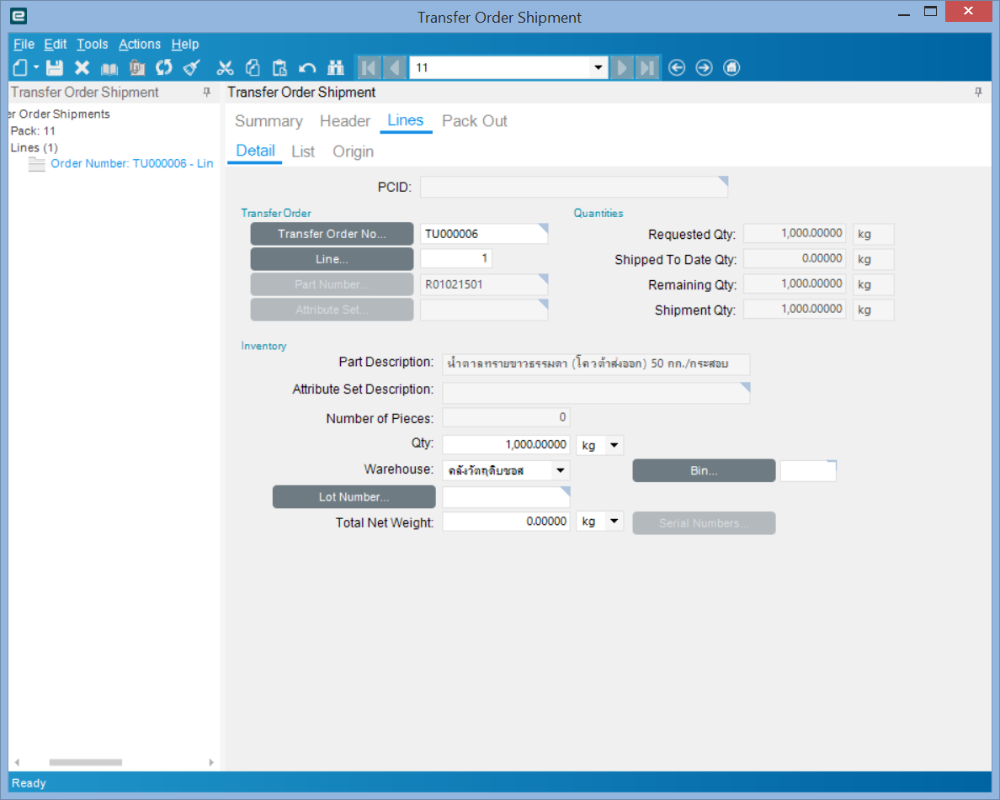 Transfer Order Shipment
File Edit Tools Actions Help
11
Transfer Order Shipment
er Order Shipments
Pack: 11
Lines (1)
Order Number: TU000006 - Lin
Transfer Order Shipment
Summary Header Lines Pack Out
Detail List Origin
PCID:
Transfer Order
Transfer Order No... TU000006
Line... 1
Part Number... R01021501
Attribute Set...
Quantities
Requested Qty: 1,000.00000 kg
Shipped To Date Qty: 0.00000 kg
Remaining Qty: 1,000.00000 kg
Shipment Qty: 1,000.00000 kg
Inventory
Part Description: น้ำตาลทรายขาวธรรมดา (โควต้าส่งออก) 50 กก./กระสอบ
Attribute Set Description:
Number of Pieces: 0
Qty: 1,000.00000 kg
Warehouse: คลังวัตถุดิบซอส Bin...
Lot Number...
Total Net Weight: 0.00000 kg Serial Numbers...
Ready